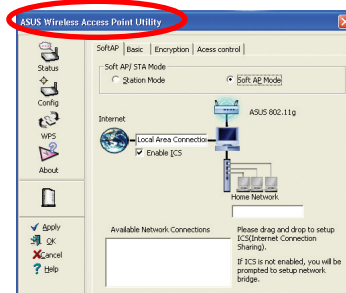 ASUS Wireless Access Point Utility
SoftAP Basic Encryption Acess control
Soft AP/ STA Mode
Station Mode Soft AP Mode
Status
Config
WPS
About
Apply
OK
Cancel
Help
Internet
ASUS 802.11g
Local Area Connection
Enable ICS
Home Network
Available Network Connections
Please drag and drop to setup
ICS(Internet Connection
Sharing).
If ICS is not enabled, you will be
prompted to setup network
bridge.